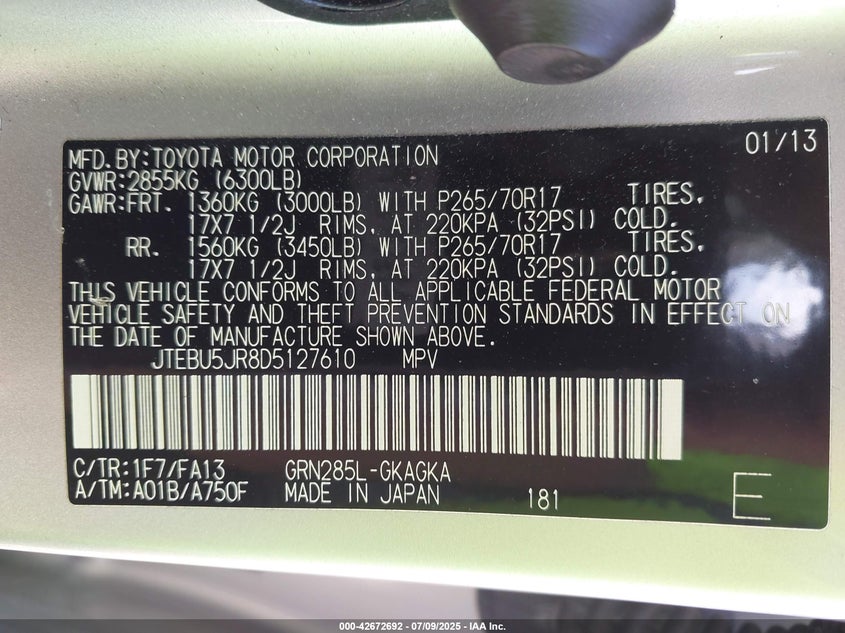 01/13
MFD. BY: TOYOTA MOTOR CORPORATION
GVWR: 2855KG (6300LB)
GAWR: FRT. 1360KG (3000LB) WITH P265/70R17 TIRES,
17X7 1/2J RIMS, AT 220KPA (32PSI) COLD.
RR. 1560KG (3450LB) WITH P265/70R17 TIRES,
17X7 1/2J RIMS, AT 220KPA (32PSI) COLD.
THIS VEHICLE CONFORMS TO ALL APPLICABLE FEDERAL MOTOR
VEHICLE SAFETY AND THEFT PREVENTION STANDARDS IN EFFECT ON
THE DATE OF MANUFACTURE SHOWN ABOVE.
JTEBU5JR8D5127610 MPV
C/TR: 1F7/FA13 GRN285L-GKAGKA
A/TM: A01B/A750F MADE IN JAPAN 181 E
000-42672692 - 07/09/2025 - IAA Inc.